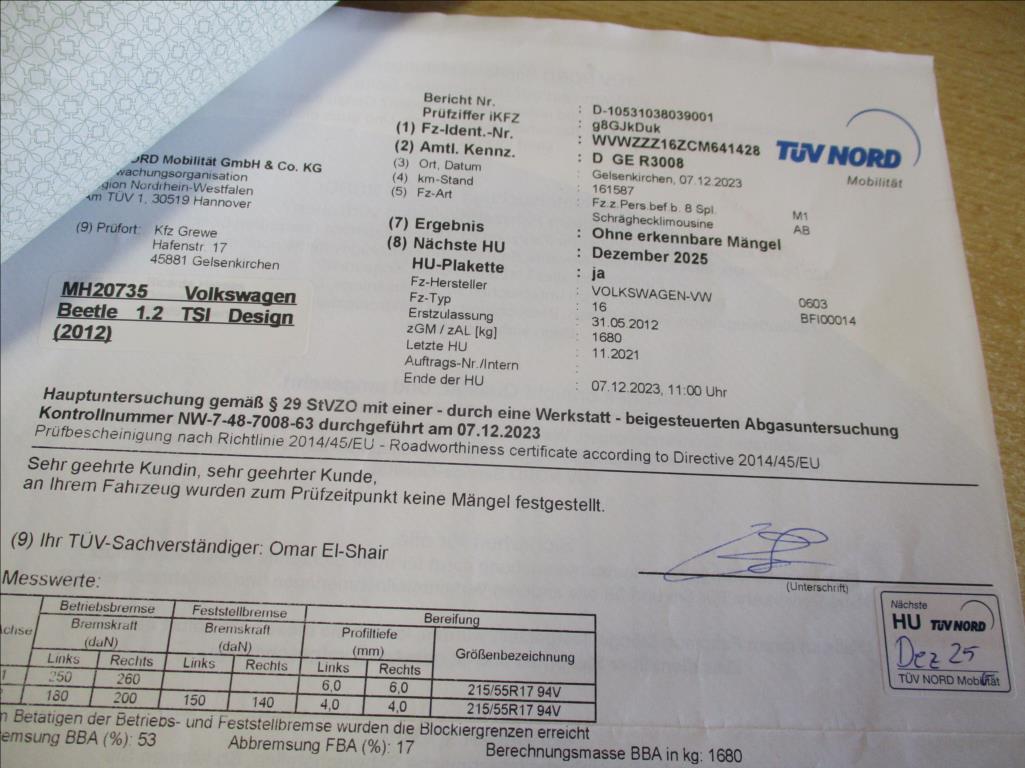 Bericht Nr. : D-10531038039001
Prüfziffer iKFZ : g8GJkDuk
(1) Fz-Ident.-Nr. : WVWZZZ16ZCM641428
(2) Amtl. Kennz. : D GE R3008
(3) Ort, Datum : Gelsenkirchen, 07.12.2023
(4) km-Stand : 161587
(5) Fz-Art : Fz.z.Pers.bef.b. 8 Spl. M1
Schräghecklimousine AB
(7) Ergebnis : Ohne erkennbare Mängel
(8) Nächste HU : Dezember 2025
HU-Plakette : ja
Fz-Hersteller : VOLKSWAGEN-VW 0603
Fz-Typ : 16 BFI00014
Erstzulassung : 31.05.2012
zGM / zAL [kg] : 1680
Letzte HU : 11.2021
Auftrags-Nr./Intern :
Ende der HU : 07.12.2023, 11:00 Uhr
TÜV NORD
Mobilität
ORD Mobilität GmbH & Co. KG
wachungsorganisation
gion Nordrhein-Westfalen
m TÜV 1, 30519 Hannover
(9) Prüfort: Kfz Grewe
Hafenstr. 17
45881 Gelsenkirchen
MH20735 Volkswagen
Beetle 1.2 TSI Design
(2012)
Hauptuntersuchung gemäß § 29 StVZO mit einer - durch eine Werkstatt - beigesteuerten Abgasuntersuchung
Kontrollnummer NW-7-48-7008-63 durchgeführt am 07.12.2023
Prüfbescheinigung nach Richtlinie 2014/45/EU - Roadworthiness certificate according to Directive 2014/45/EU
Sehr geehrte Kundin, sehr geehrter Kunde,
an Ihrem Fahrzeug wurden zum Prüfzeitpunkt keine Mängel festgestellt.
(9) Ihr TÜV-Sachverständiger: Omar El-Shair
(Unterschrift)
Nächste
HU TÜV NORD
Dez 25
TÜV NORD Mobilität
Messwerte:
Achse Betriebsbremse Feststellbremse Bereifung
Bremskraft Bremskraft Profiltiefe Größenbezeichnung
(daN) (daN) (mm)
Links Rechts Links Rechts Links Rechts
1 250 260 6,0 6,0 215/55R17 94V
2 180 200 150 140 4,0 4,0 215/55R17 94V
m Betätigen der Betriebs- und Feststellbremse wurden die Blockiergrenzen erreicht
emsung BBA (%): 53 Abbremsung FBA (%): 17 Berechnungsmasse BBA in kg: 1680